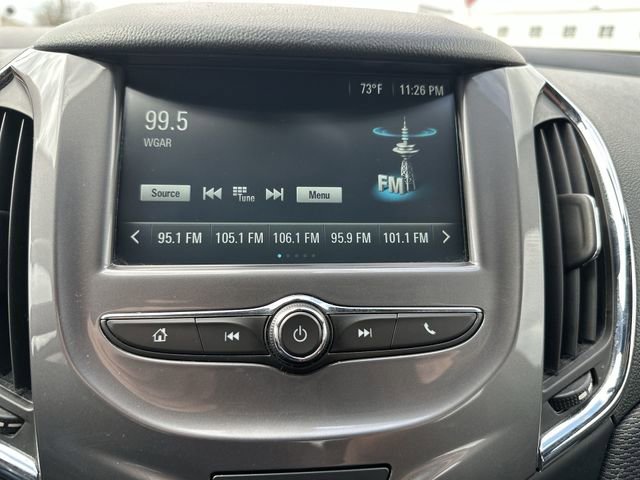 73°F 11:26 PM
99.5
WGAR
FM
Source Tune Menu
95.1 FM 105.1 FM 106.1 FM 95.9 FM 101.1 FM